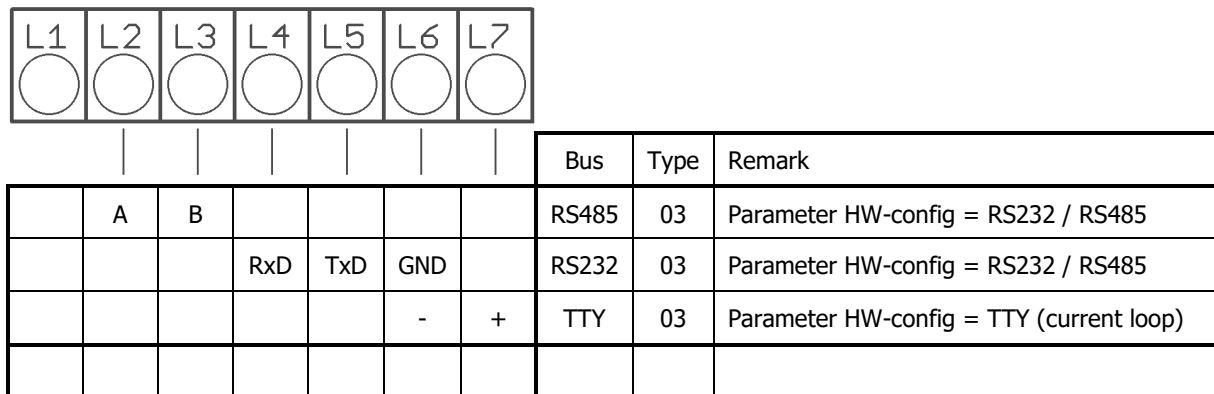 L1 L2 L3 L4 L5 L6 L7
Bus Type Remark
A B RS485 03 Parameter HW-config = RS232 / RS485
RxD TxD GND RS232 03 Parameter HW-config = RS232 / RS485
- + TTY 03 Parameter HW-config = TTY (current loop)